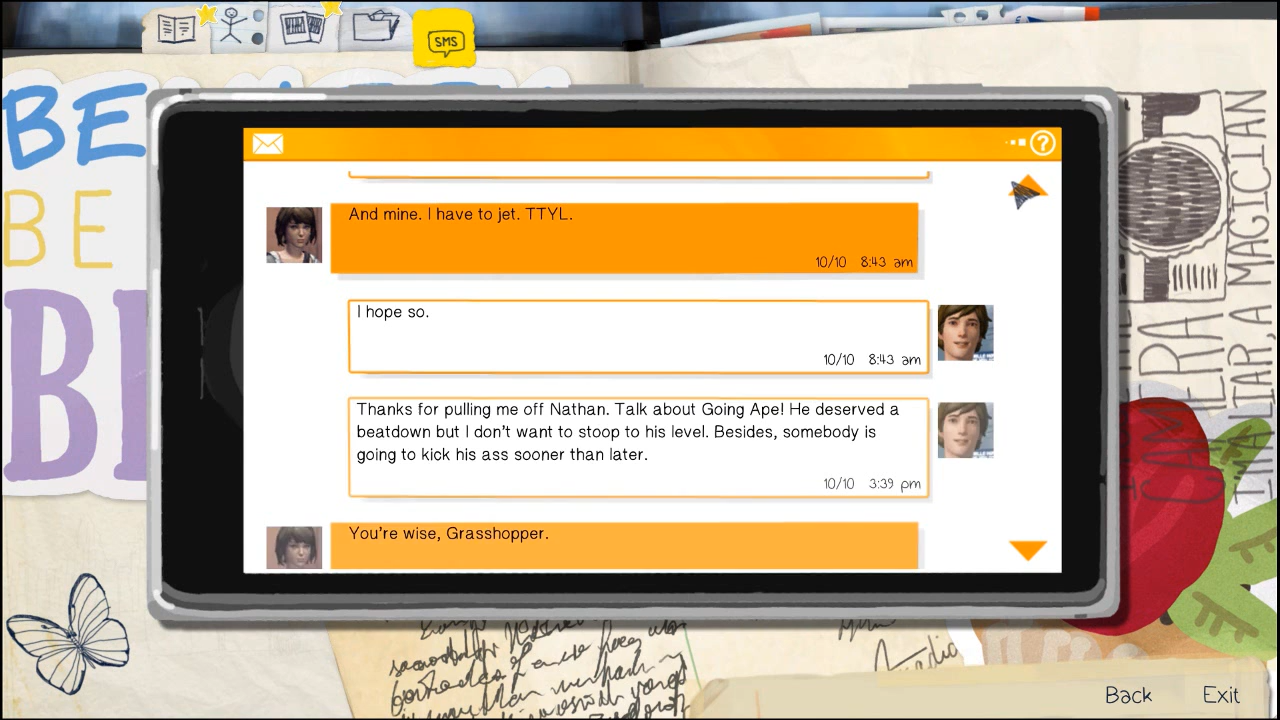 SMS
BE
BE
And mine. I have to jet. TTYL.
10/10 8:43 am
I hope so.
10/10 8:43 am
Thanks for pulling me off Nathan. Talk about Going Ape! He deserved a
beatdown but I don't want to stoop to his level. Besides, somebody is
going to kick his ass sooner than later.
10/10 3:39 pm
You're wise, Grasshopper.
A MAGICIAN
Back
Exit